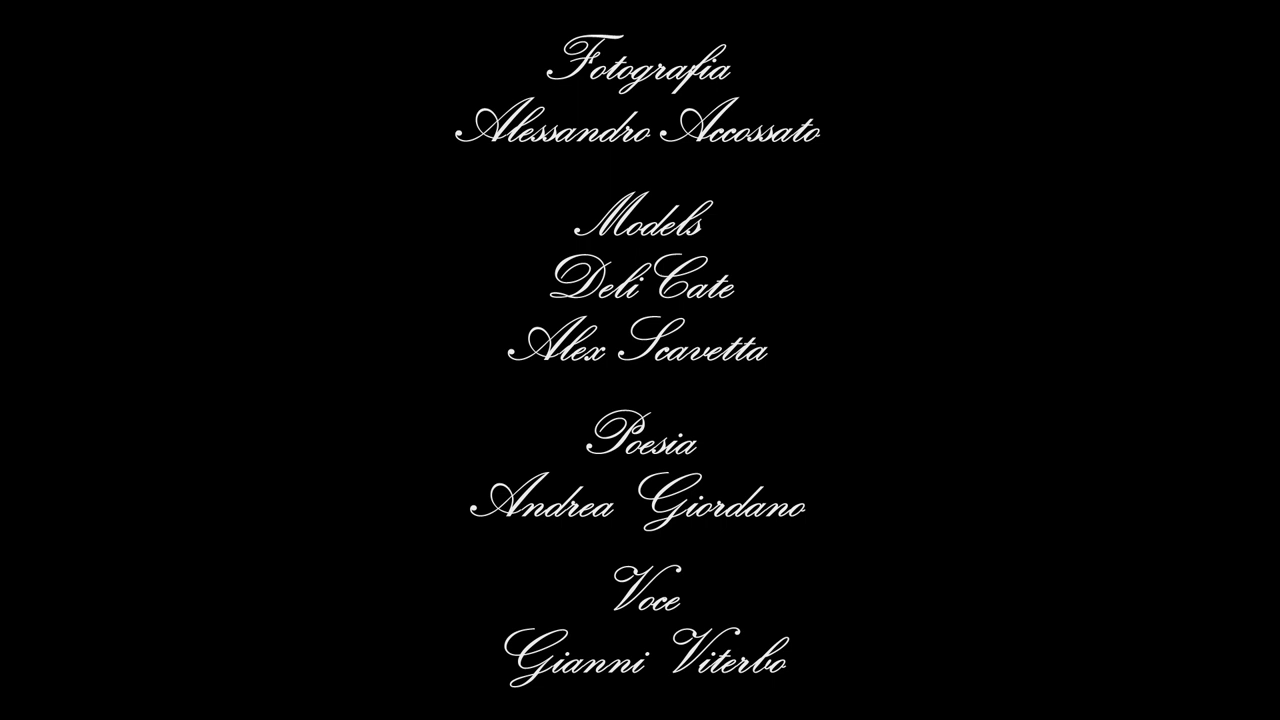 Fotografia
Alessandro Accossato
Models
Deli Cate
Alex Scavetta
Poesia
Andrea Giordano
Voce
Gianni Viterbo